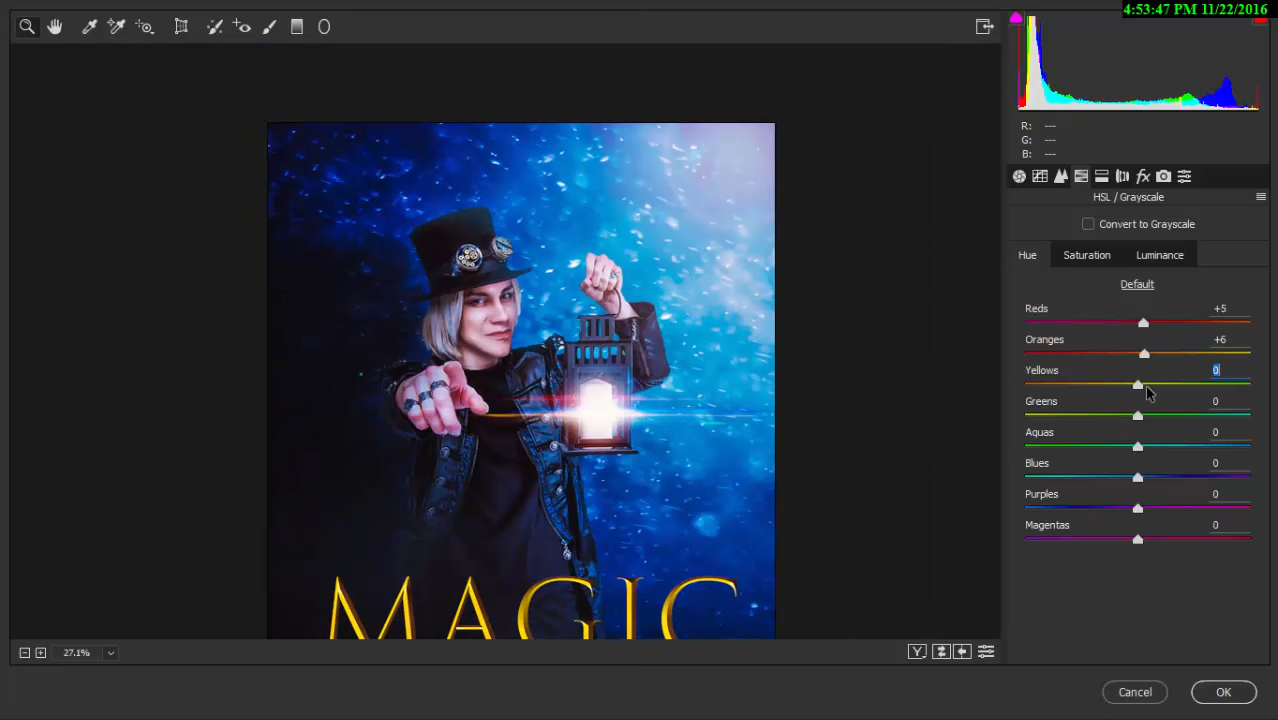 4:53:47 PM 11/22/2016
R: ---
G: ---
B: ---
fx
HSL / Grayscale
Convert to Grayscale
Hue Saturation Luminance
Default
Reds +5
Oranges +6
Yellows 0
Greens 0
Aquas 0
Blues 0
Purples 0
Magentas 0
MAGIC
27.1%
Y
Cancel OK